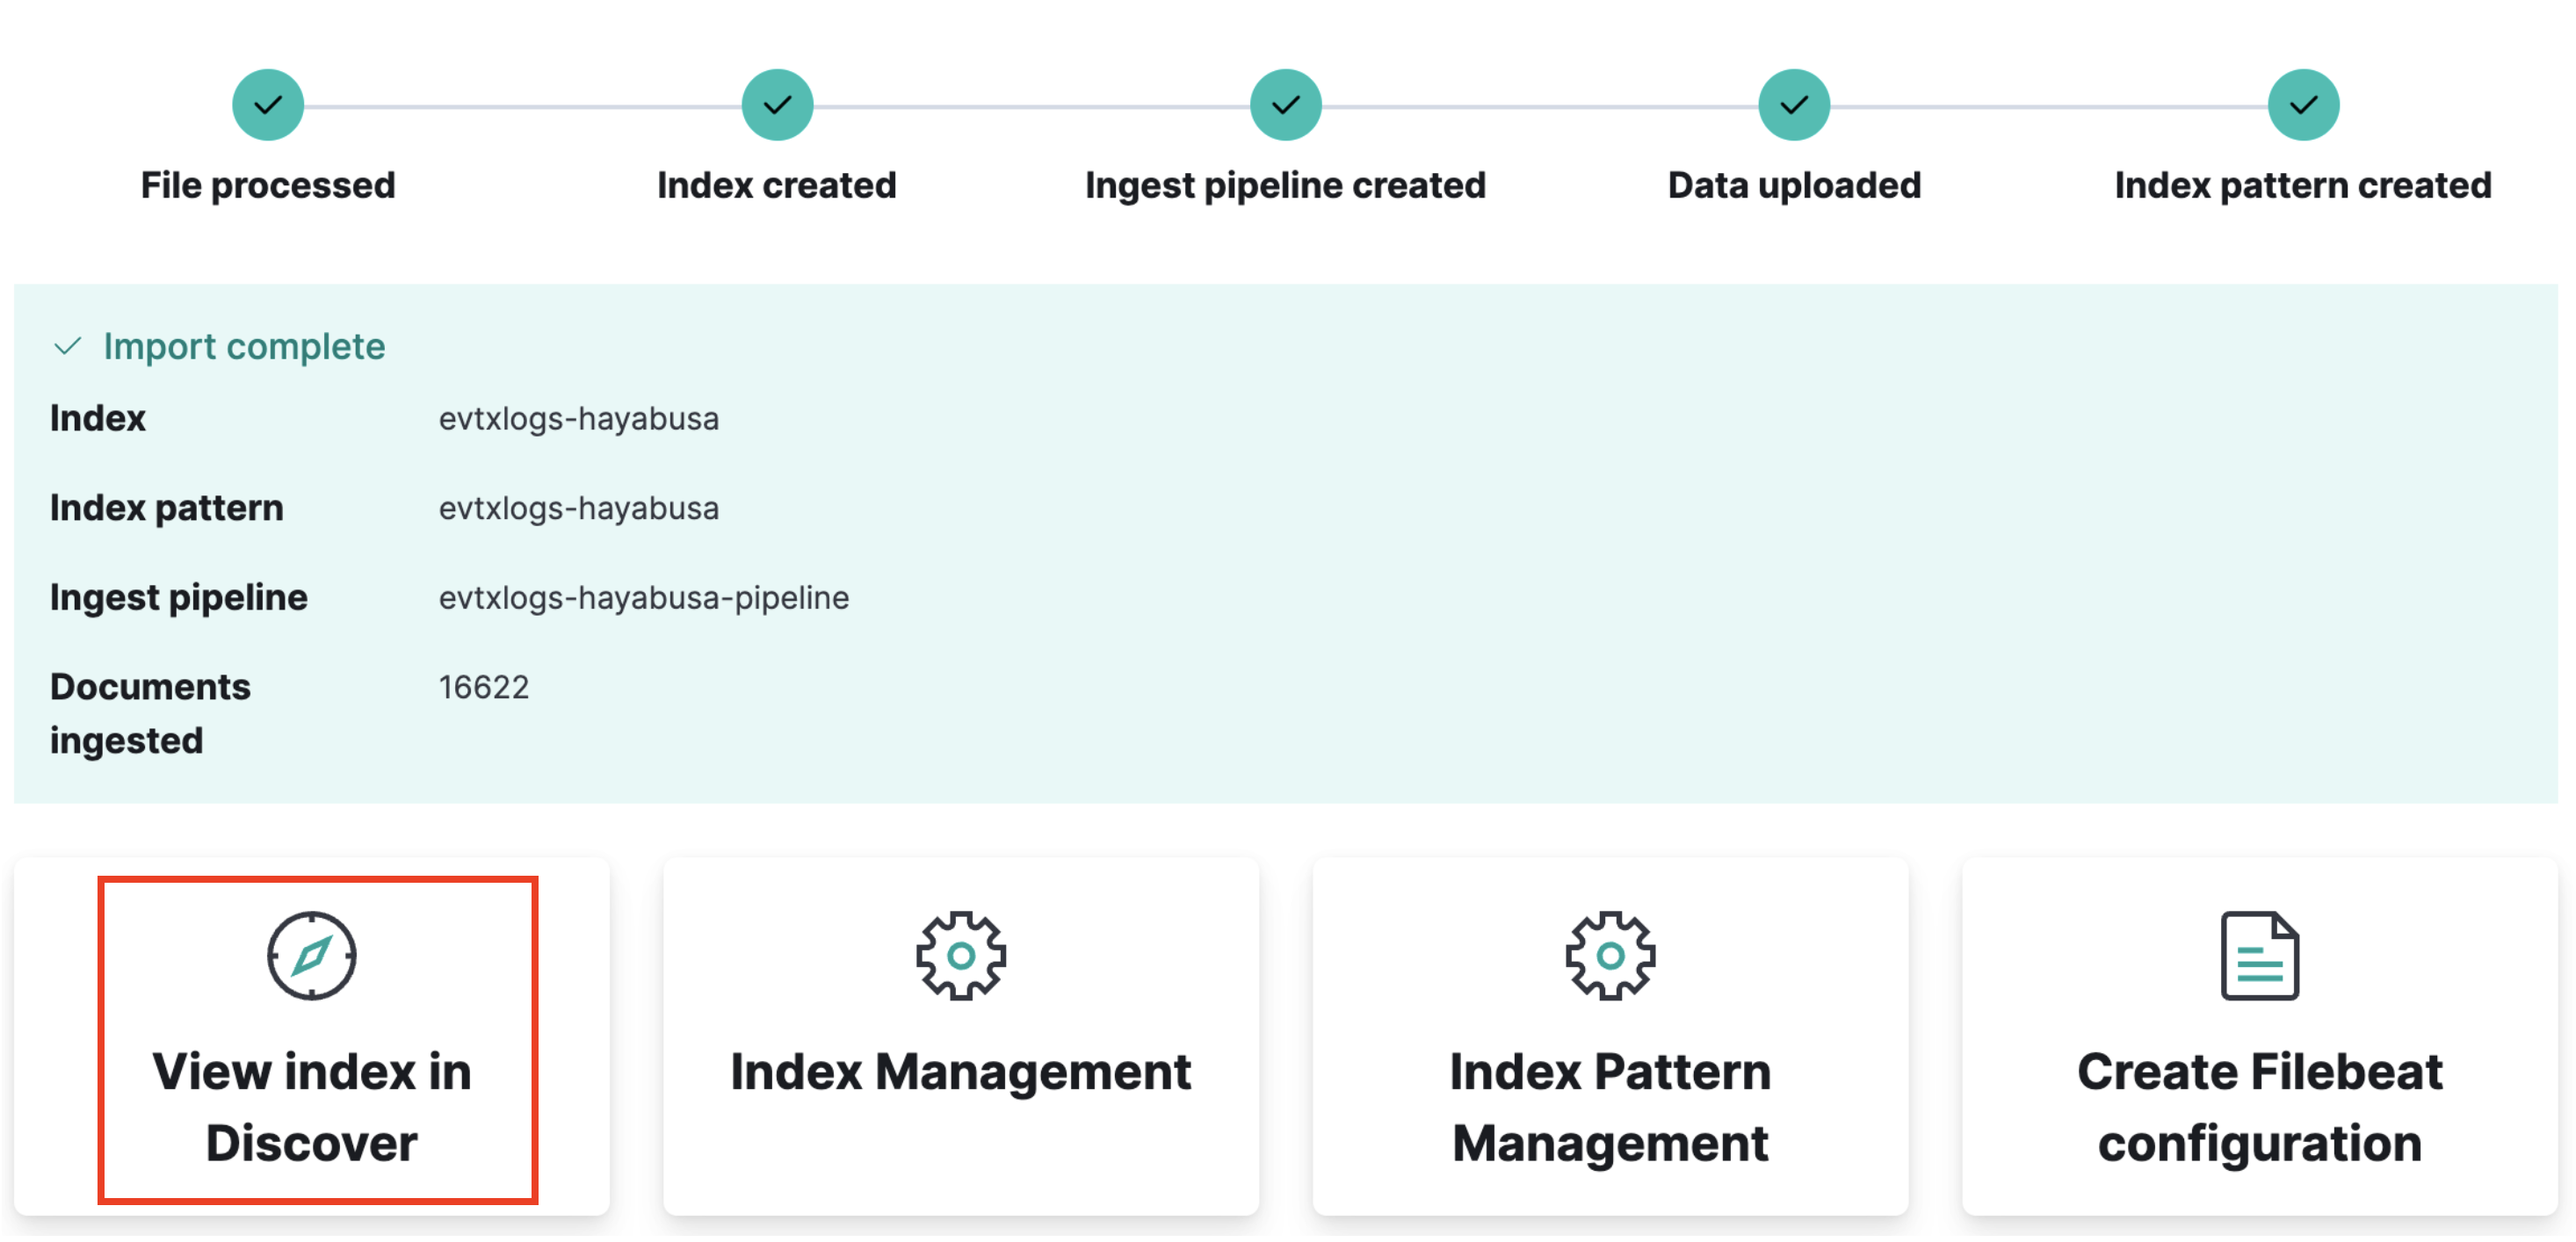 File processed
Index created
Ingest pipeline created
Data uploaded
Index pattern created
Import complete
Index evtxlogs-hayabusa
Index pattern evtxlogs-hayabusa
Ingest pipeline evtxlogs-hayabusa-pipeline
Documents 16622
ingested
View index in
Discover
Index Management
Index Pattern
Management
Create Filebeat
configuration